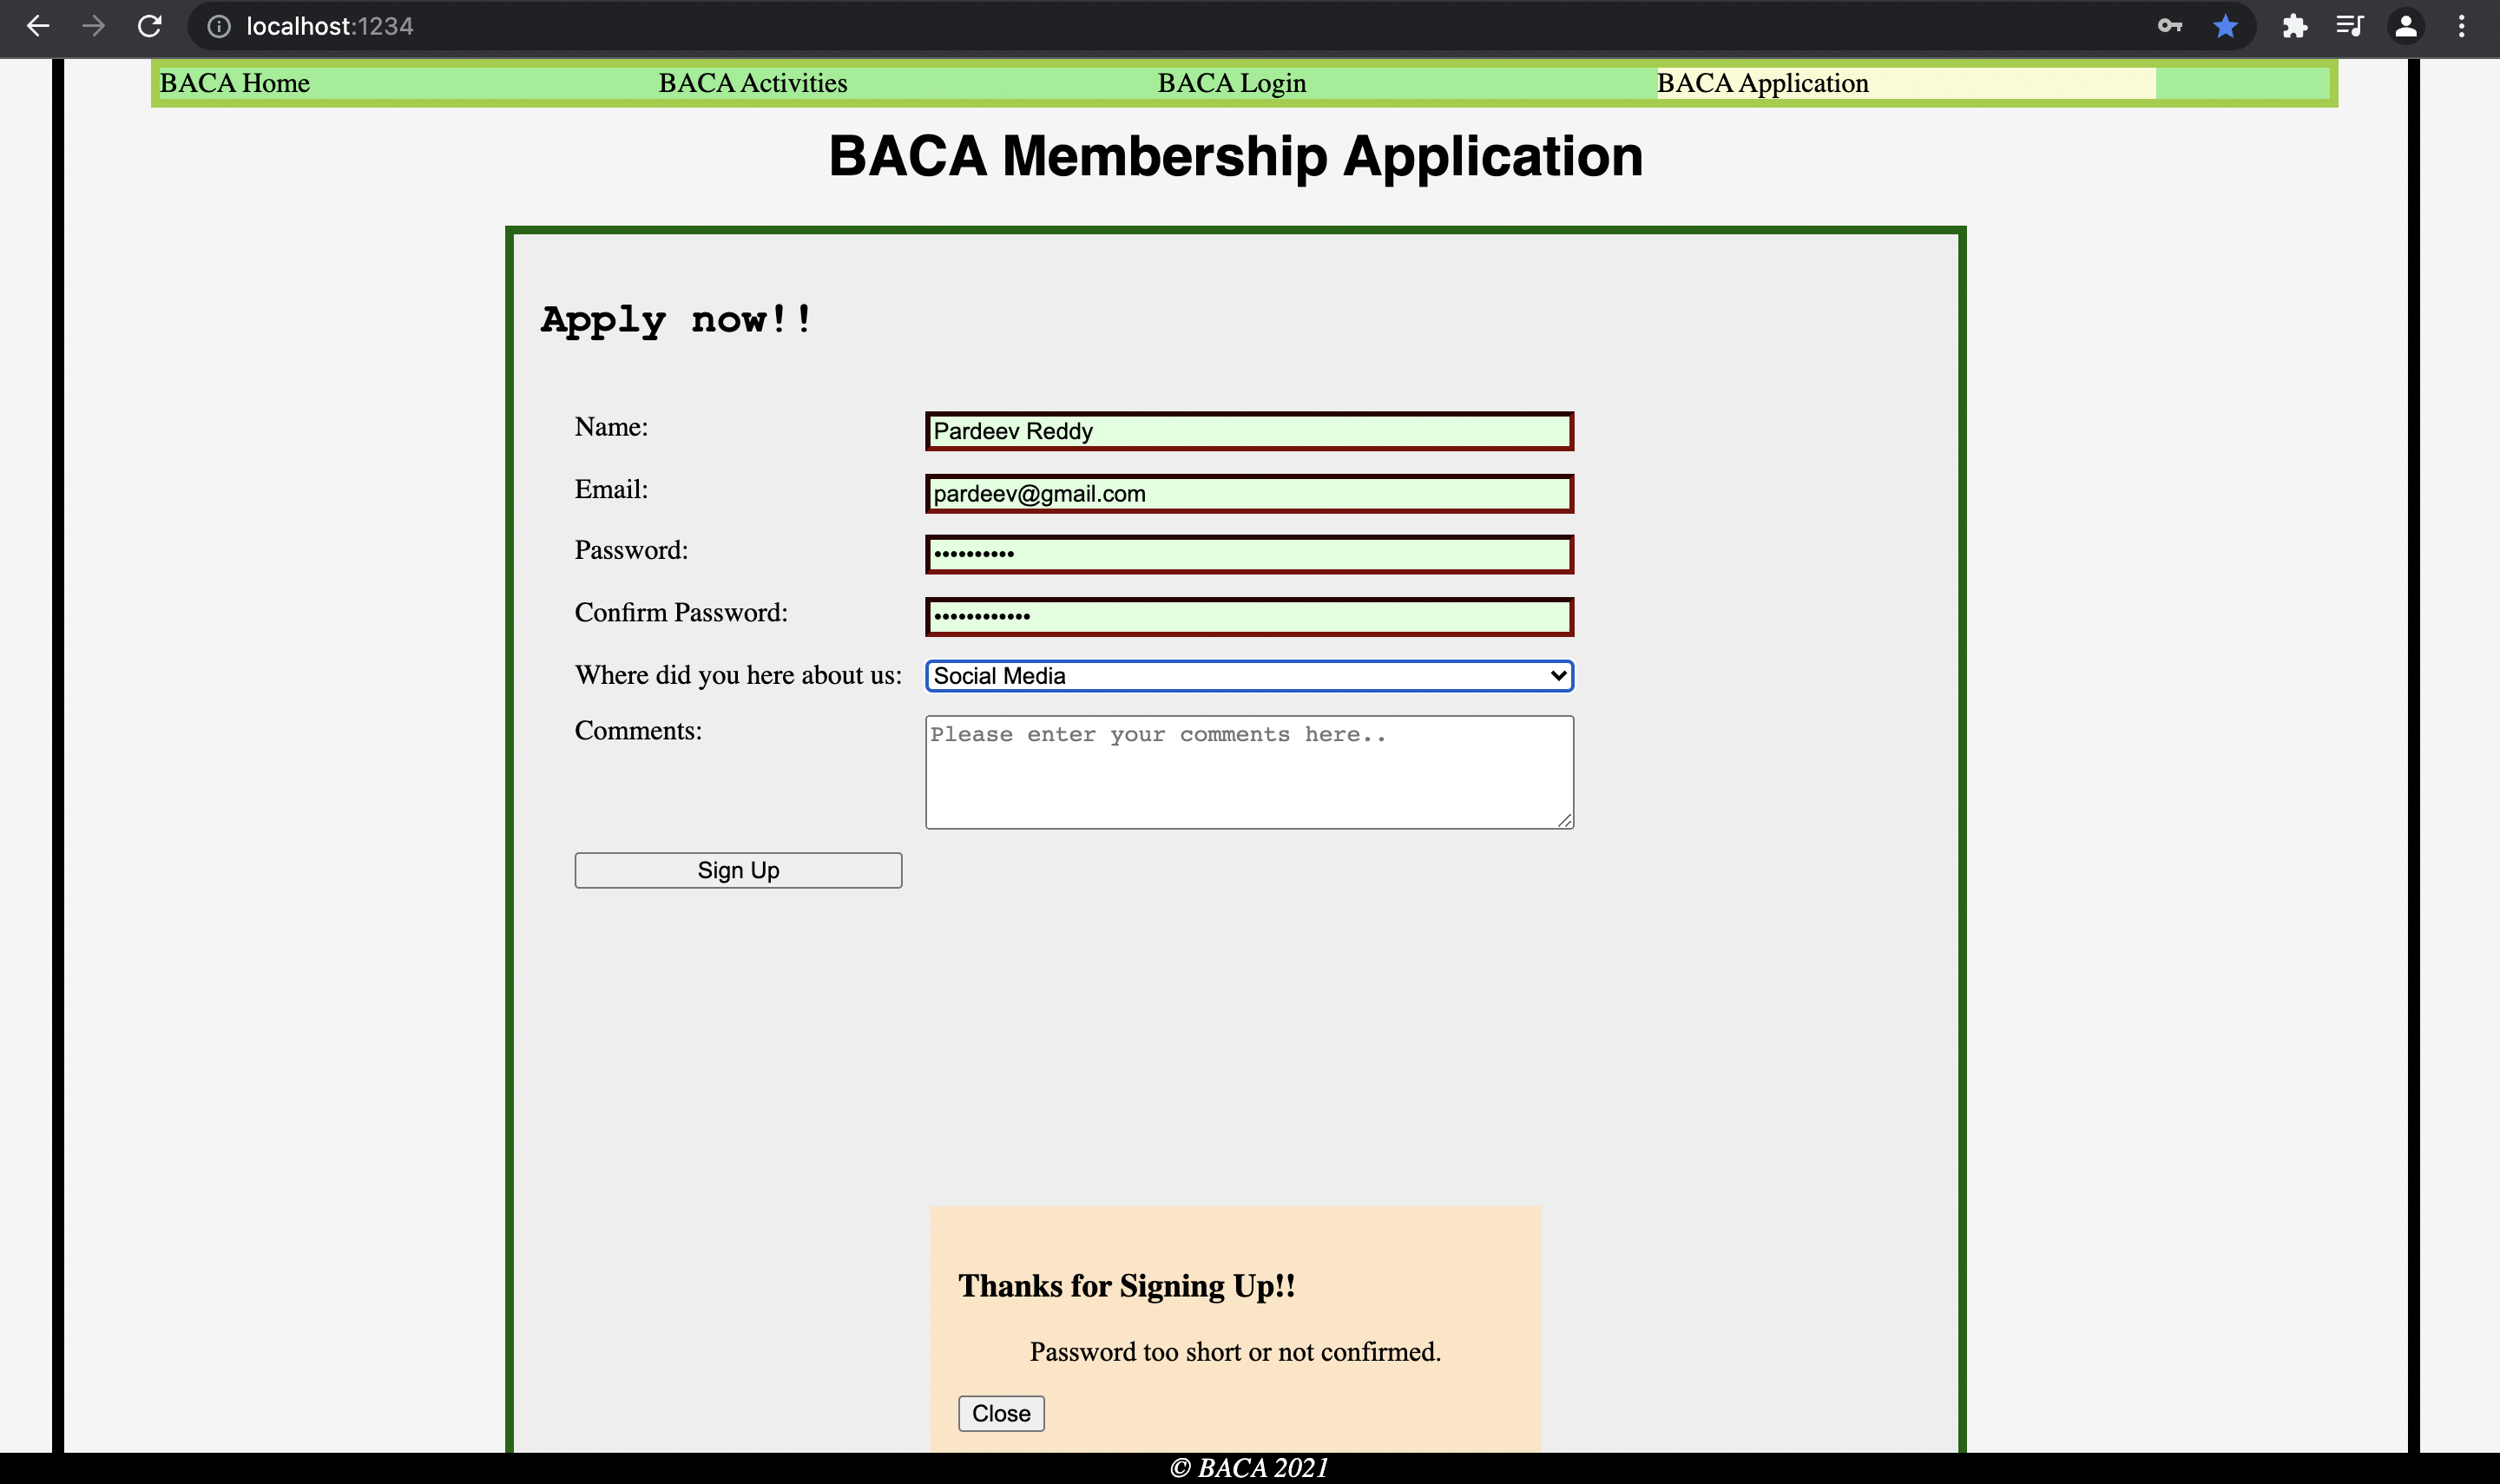 localhost:1234
BACA Home BACA Activities BACA Login BACA Application
BACA Membership Application
Apply now!!
Name: Pardeev Reddy
Email: pardeev@gmail.com
Password: ••••••••••
Confirm Password: ••••••••••••
Where did you here about us: Social Media
Comments: Please enter your comments here..
Sign Up
Thanks for Signing Up!!
Password too short or not confirmed.
Close
© BACA 2021